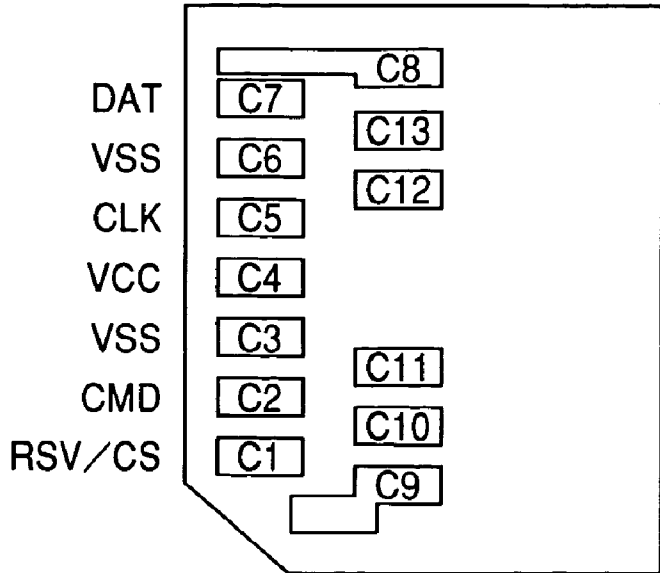 C8
DAT C7
C13
VSS C6
C12
CLK C5
VCC C4
VSS C3
C11
CMD C2
C10
RSV/CS C1
C9